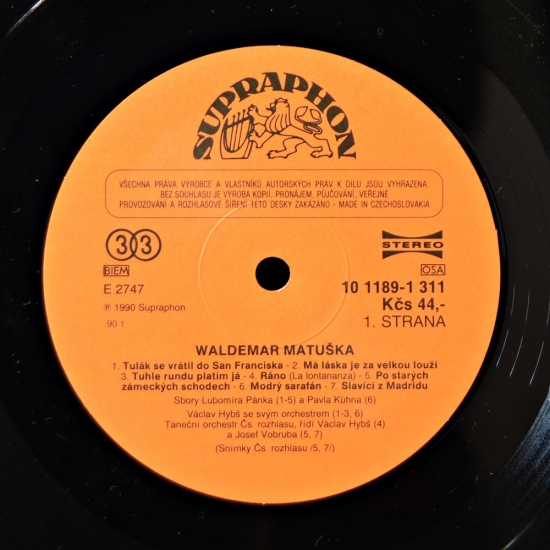 SUPRAPHON
VŠECHNA PRÁVA VÝROBCE A VLASTNÍKŮ AUTORSKÝCH PRÁV K DÍLU JSOU VYHRAZENA.
BEZ SOUHLASU JE VÝROBA KOPIÍ, PRONÁJEM, PŮJČOVÁNÍ, VEŘEJNÉ
PROVOZOVÁNÍ A ROZHLASOVÉ ŠÍŘENÍ TÉTO DESKY ZAKÁZÁNO - MADE IN CZECHOSLOVAKIA
33
STEREO
BIEM
OSA
E 2747
10 1189-1 311
℗ 1990 Supraphon
Kčs 44,-
90 1
1. STRANA
WALDEMAR MATUŠKA
1. Tulák se vrátil do San Franciska - 2. Má láska je za velkou louží
3. Tuhle rundu platím já - 4. Ráno (La lontananza) - 5. Po starých
zámeckých schodech - 6. Modrý sarafán - 7. Slavíci z Madridu
Sbory Lubomíra Pánka (1-5) a Pavla Kühna (6)
Václav Hybš se svým orchestrem (1-3, 6)
Taneční orchestr Čs. rozhlasu, řídí Václav Hybš (4)
a Josef Vobruba (5, 7)
(Snímky Čs. rozhlasu /5, 7/)